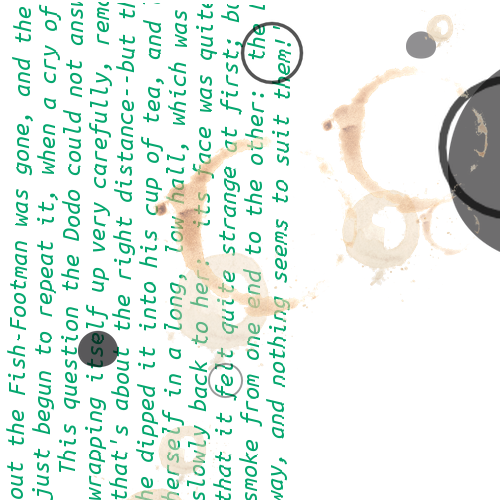 out the Fish-Footman was gone, and the
just begun to repeat it, when a cry of
This question the Dodo could not answ
wrapping itself up very carefully, remo
that's about the right distance--but th
he dipped it into his cup of tea, and
herself in a long, low hall, which was
slowly back to her: its face was quite
that it felt quite strange at first; bu
smoke from one end to the other: the
way, and nothing seems to suit them!"